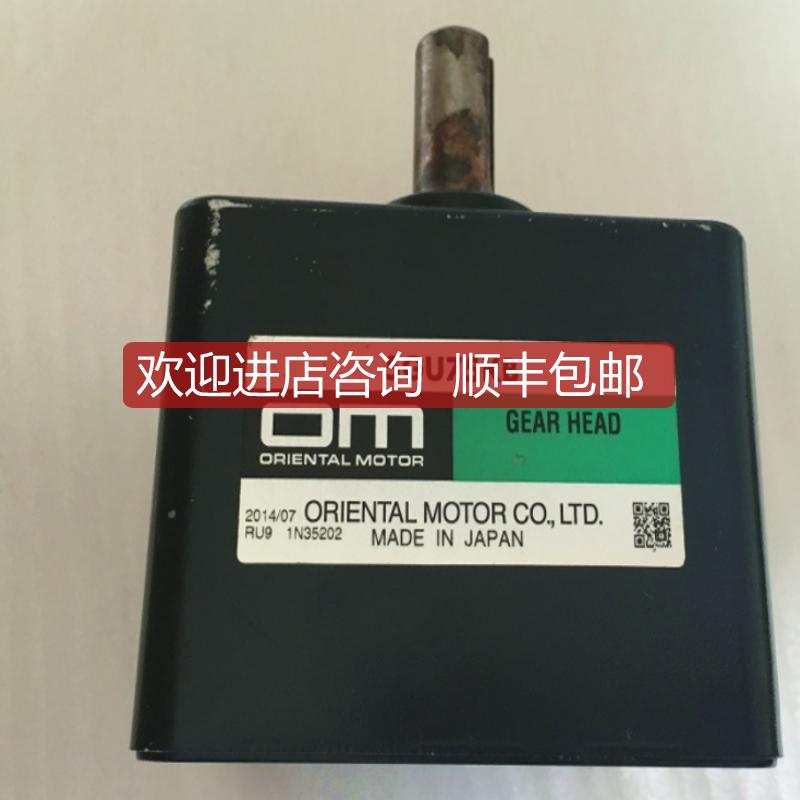 欢迎进店咨询 顺丰包邮
OM
GEAR HEAD
ORIENTAL MOTOR
2014/07 ORIENTAL MOTOR CO., LTD.
RU9 1N35202 MADE IN JAPAN